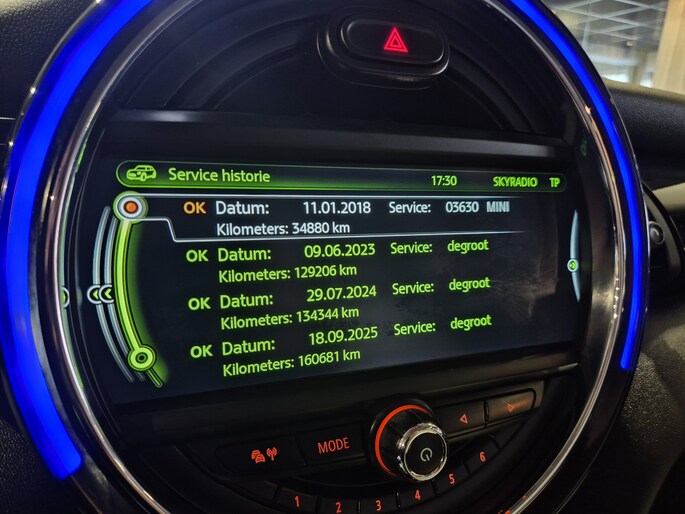 Service historie 17:30 SKYRADIO TP
OK Datum: 11.01.2018 Service: 03630 MINI
Kilometers: 34880 km
OK Datum: 09.06.2023 Service: degroot
Kilometers: 129206 km
OK Datum: 29.07.2024 Service: degroot
Kilometers: 134344 km
OK Datum: 18.09.2025 Service: degroot
Kilometers: 160681 km
MODE
1 2 3 4 5 6